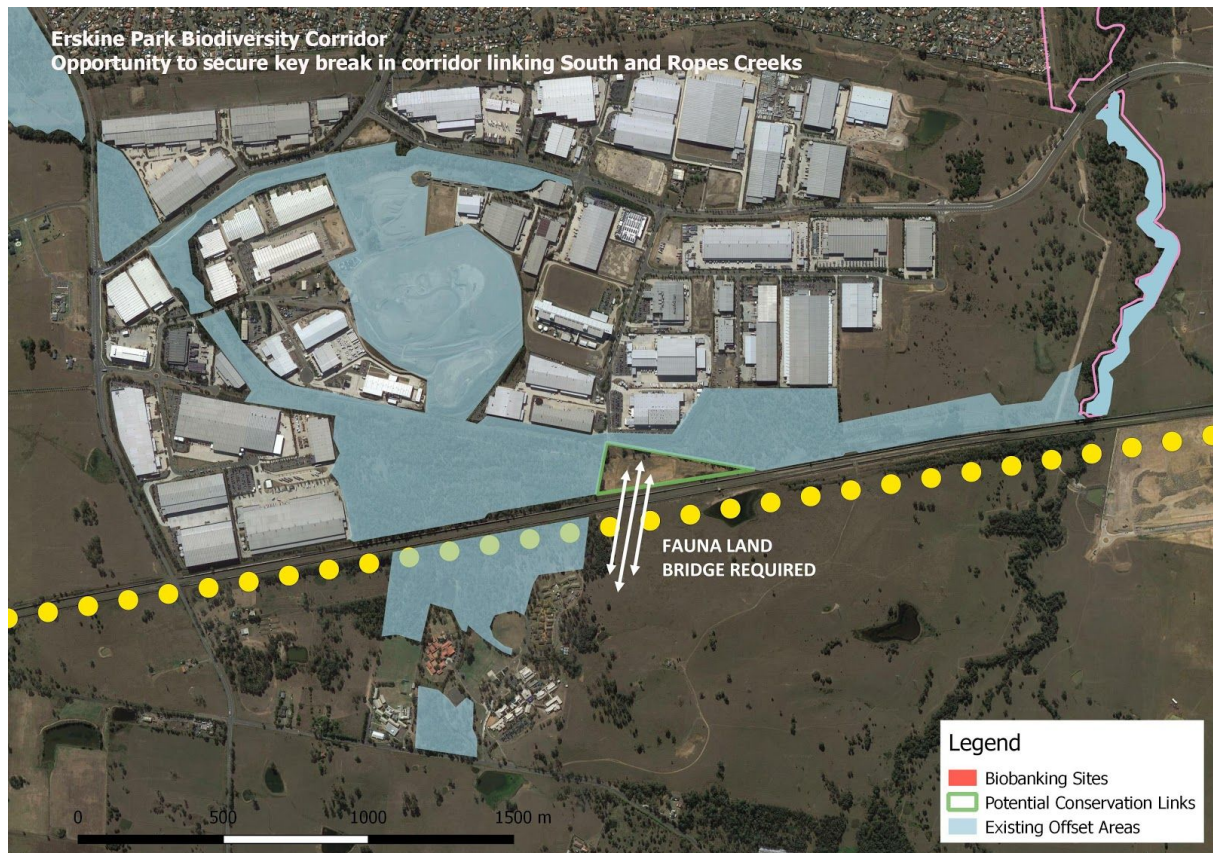 Erskine Park Biodiversity Corridor
Opportunity to secure key break in corridor linking South and Ropes Creeks
FAUNA LAND
BRIDGE REQUIRED
Legend
Biobanking Sites
Potential Conservation Links
Existing Offset Areas
0 500 1000 1500 m